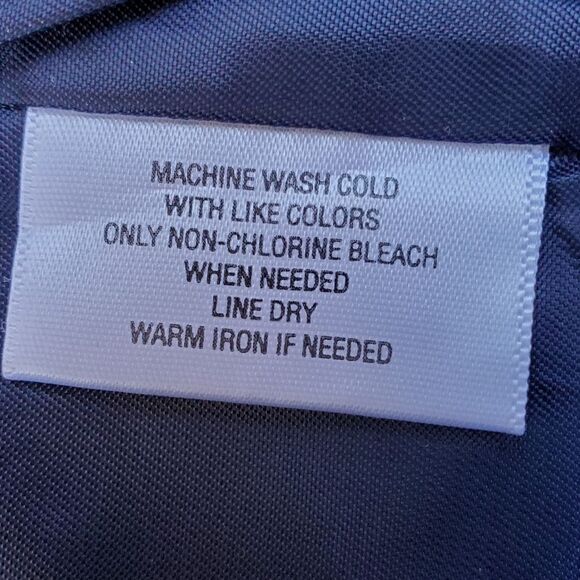 MACHINE WASH COLD
WITH LIKE COLORS
ONLY NON-CHLORINE BLEACH
WHEN NEEDED
LINE DRY
WARM IRON IF NEEDED